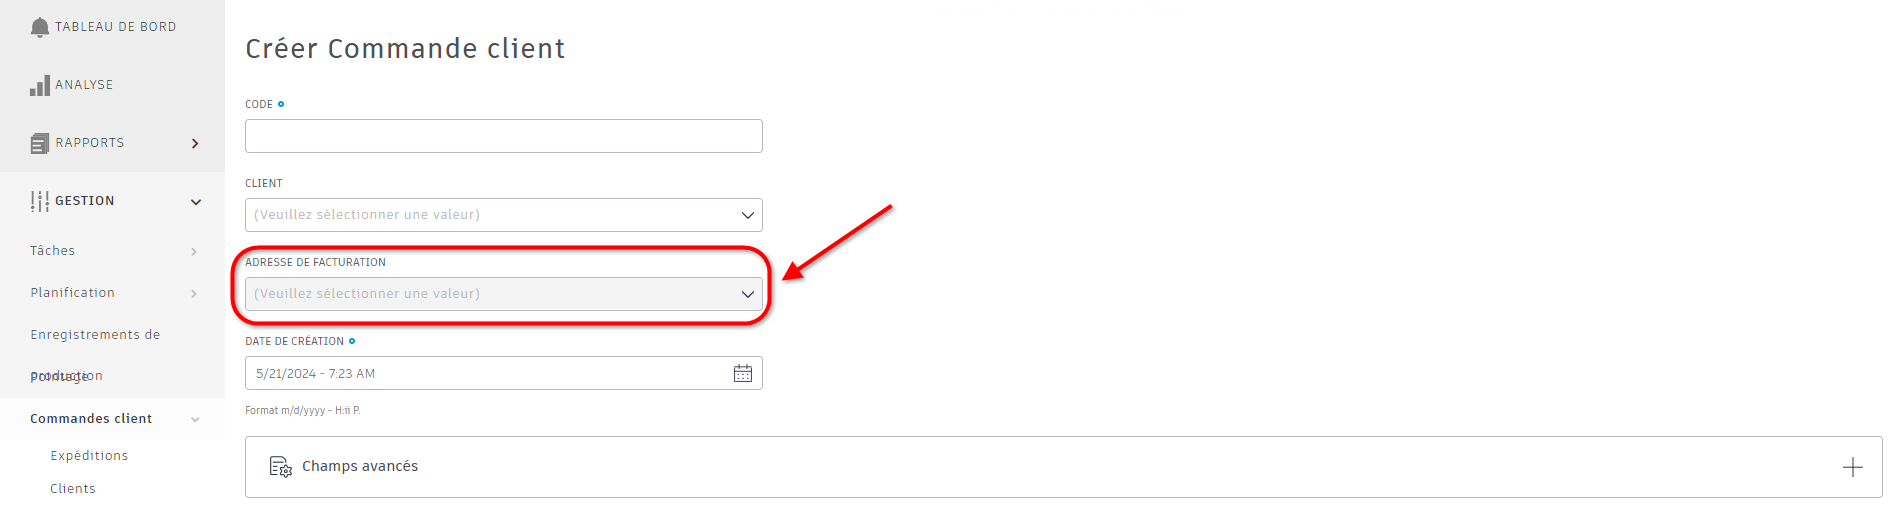 TABLEAU DE BORD
ANALYSE
RAPPORTS
GESTION
Tâches
Planification
Enregistrements de
production
Pointage
Commandes client
Expéditions
Clients
Créer Commande client
CODE
CLIENT
(Veuillez sélectionner une valeur)
ADRESSE DE FACTURATION
(Veuillez sélectionner une valeur)
DATE DE CRÉATION
5/21/2024 - 7:23 AM
Format m/d/yyyy - H:ii P.
Champs avancés